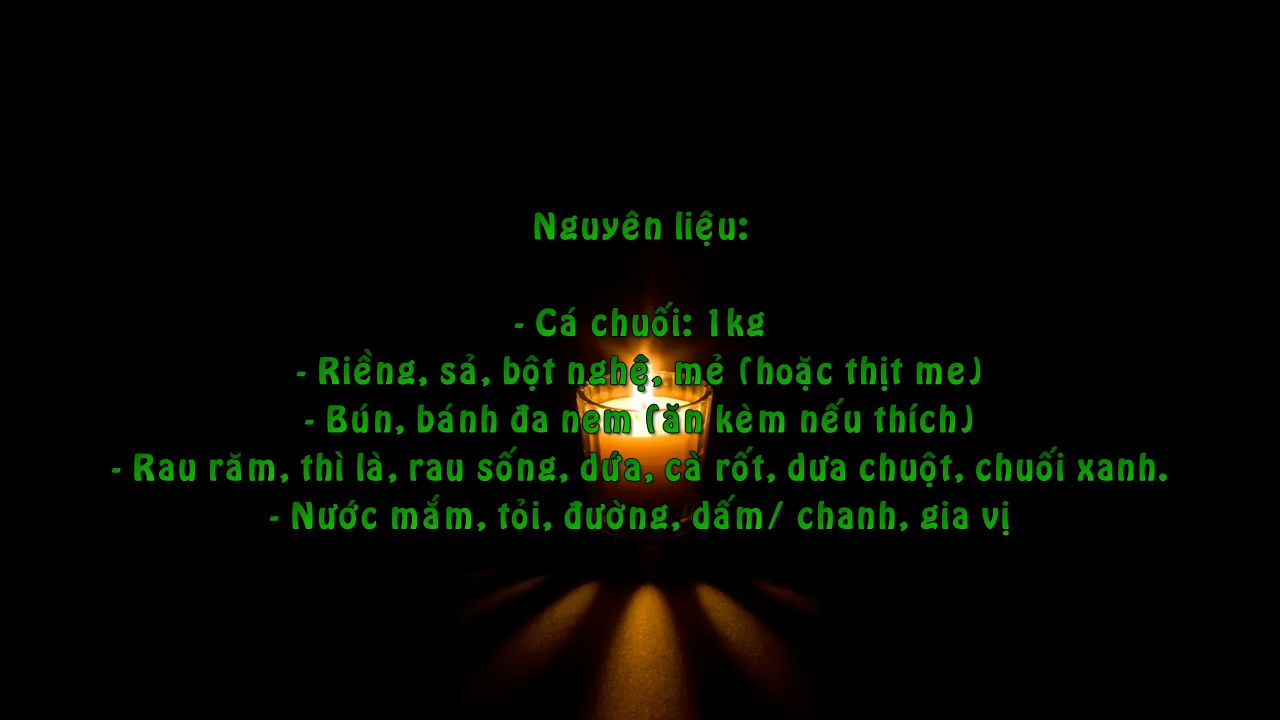 Nguyên liệu:
- Cá chuối: 1kg
- Riềng, sả, bột nghệ, mẻ (hoặc thịt me)
- Bún, bánh đa nem (ăn kèm nếu thích)
- Rau răm, thì là, rau sống, dứa, cà rốt, dưa chuột, chuối xanh.
- Nước mắm, tỏi, đường, dấm/ chanh, gia vị